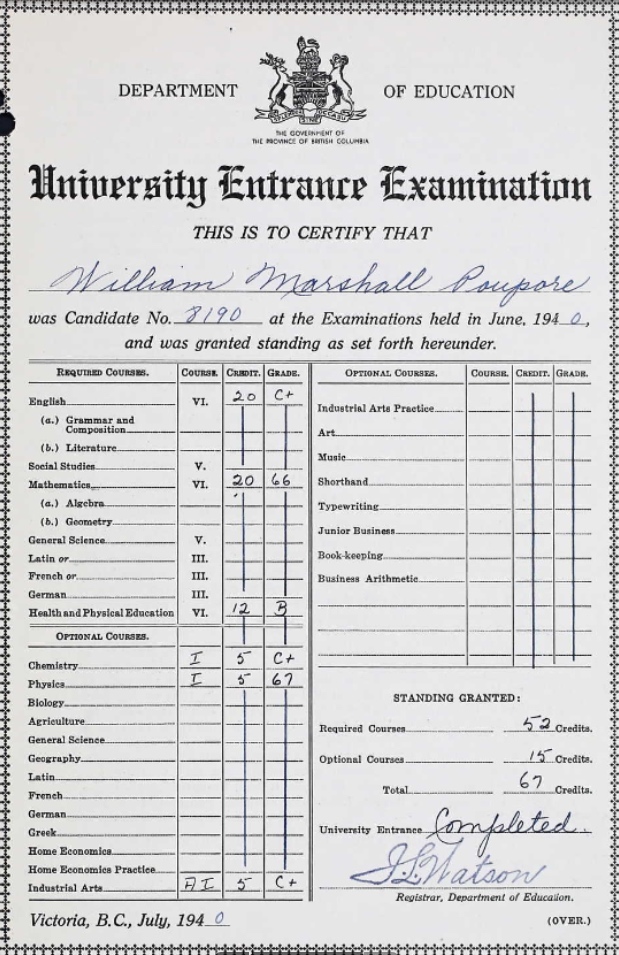 DEPARTMENT OF EDUCATION
THE GOVERNMENT OF
THE PROVINCE OF BRITISH COLUMBIA
University Entrance Examination
THIS IS TO CERTIFY THAT
William Marshall Poupore
was Candidate No. 8190 at the Examinations held in June, 1940,
and was granted standing as set forth hereunder.
REQUIRED COURSES. COURSE. CREDIT. GRADE.
English VI. 20 C+
(a.) Grammar and
Composition
(b.) Literature
Social Studies V.
Mathematics VI. 20 66
(a.) Algebra
(b.) Geometry
General Science V.
Latin or III.
French or III.
German III.
Health and Physical Education VI. 12 B
OPTIONAL COURSES.
Chemistry I 5 C+
Physics I 5 67
Biology
Agriculture
General Science
Geography
Latin
French
German
Greek
Home Economics
Home Economics Practice
Industrial Arts AI 5 C+
OPTIONAL COURSES. COURSE. CREDIT. GRADE.
Industrial Arts Practice
Art
Music
Shorthand
Typewriting
Junior Business
Book-keeping
Business Arithmetic
STANDING GRANTED:
Required Courses 52 Credits.
Optional Courses 15 Credits.
Total 67 Credits.
University Entrance Completed.
J.L. Watson
Registrar, Department of Education.
Victoria, B.C., July, 1940
(OVER.)